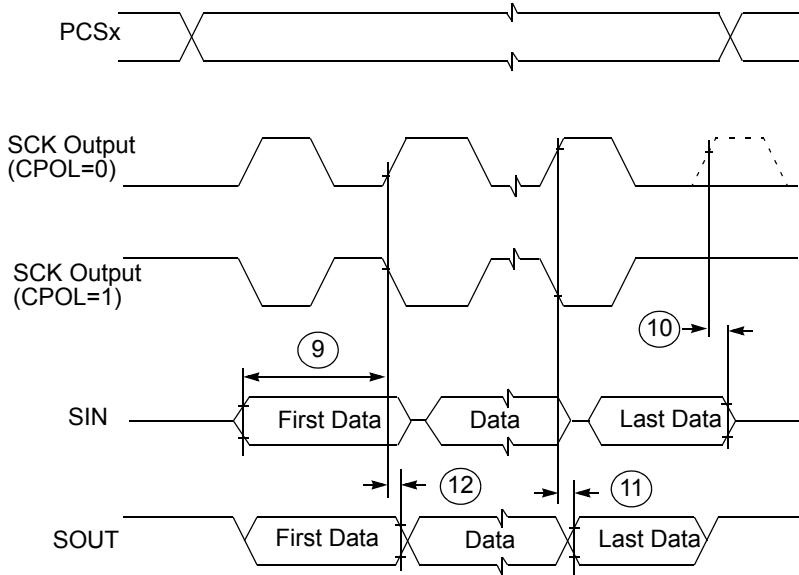 PCSx
SCK Output
(CPOL=0)
SCK Output
(CPOL=1)
10
9
SIN
First Data
Data
Last Data
12
11
SOUT
First Data
Data
Last Data